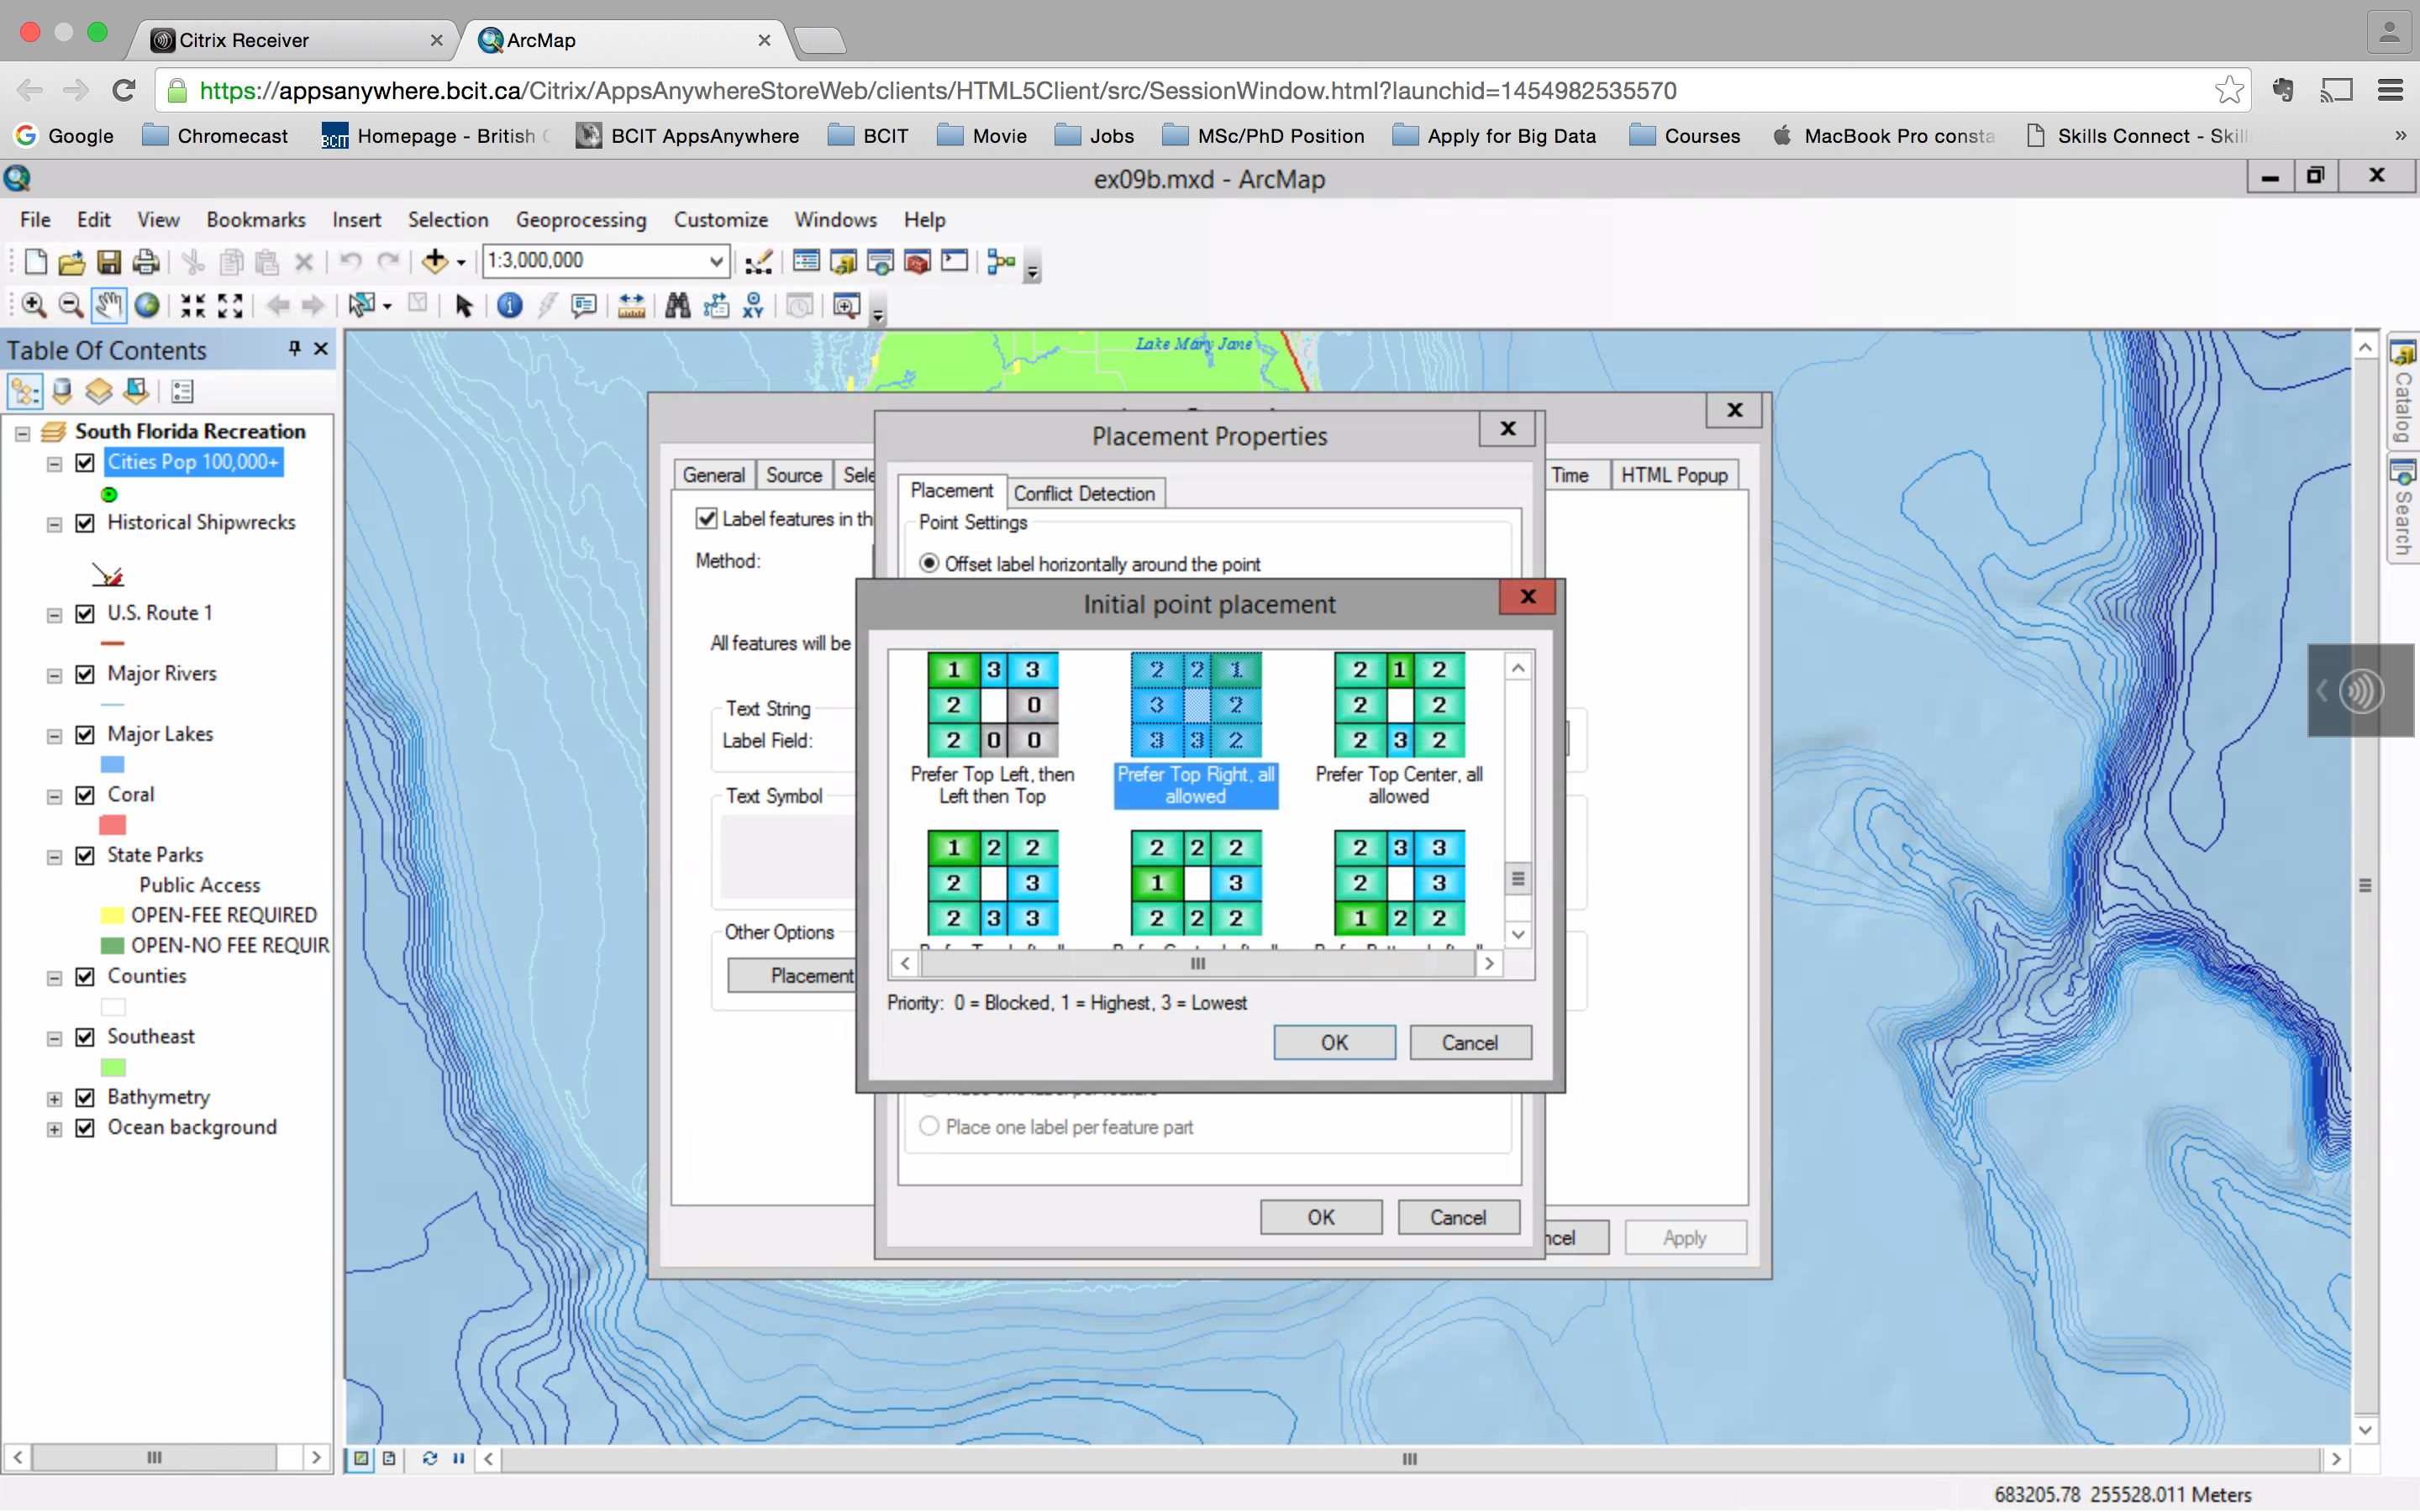 Citrix Receiver
ArcMap
https://appsanywhere.bcit.ca/Citrix/AppsAnywhereStoreWeb/clients/HTML5Client/src/SessionWindow.html?launchid=1454982535570
Google Chromecast Homepage - British BCIT AppsAnywhere BCIT Movie Jobs MSc/PhD Position Apply for Big Data Courses MacBook Pro consta Skills Connect - Skill »
ex09b.mxd - ArcMap
File Edit View Bookmarks Insert Selection Geoprocessing Customize Windows Help
1:3,000,000
XY
Table Of Contents
South Florida Recreation
Cities Pop 100,000+
Historical Shipwrecks
U.S. Route 1
Major Rivers
Major Lakes
Coral
State Parks
Public Access
OPEN-FEE REQUIRED
OPEN-NO FEE REQUIR
Counties
Southeast
Bathymetry
Ocean background
Lake Mary Jane
Catalog
Search
General Source Sele
Time HTML Popup
Label features in th
Method:
All features will be
Text String
Label Field:
Text Symbol
Other Options
Placement
ncel
Apply
Placement Properties
Placement Conflict Detection
Point Settings
Offset label horizontally around the point
Initial point placement
1 3 3
2 0
2 0 0
Prefer Top Left, then
Left then Top
2 2 1
3 2
3 3 2
Prefer Top Right, all
allowed
2 1 2
2 2
2 3 2
Prefer Top Center, all
allowed
1 2 2
2 3
2 3 3
2 2 2
1 3
2 2 2
2 3 3
2 3
1 2 2
Priority: 0 = Blocked, 1 = Highest, 3 = Lowest
OK Cancel
Place one label per feature part
OK Cancel
683205.78 255528.011 Meters